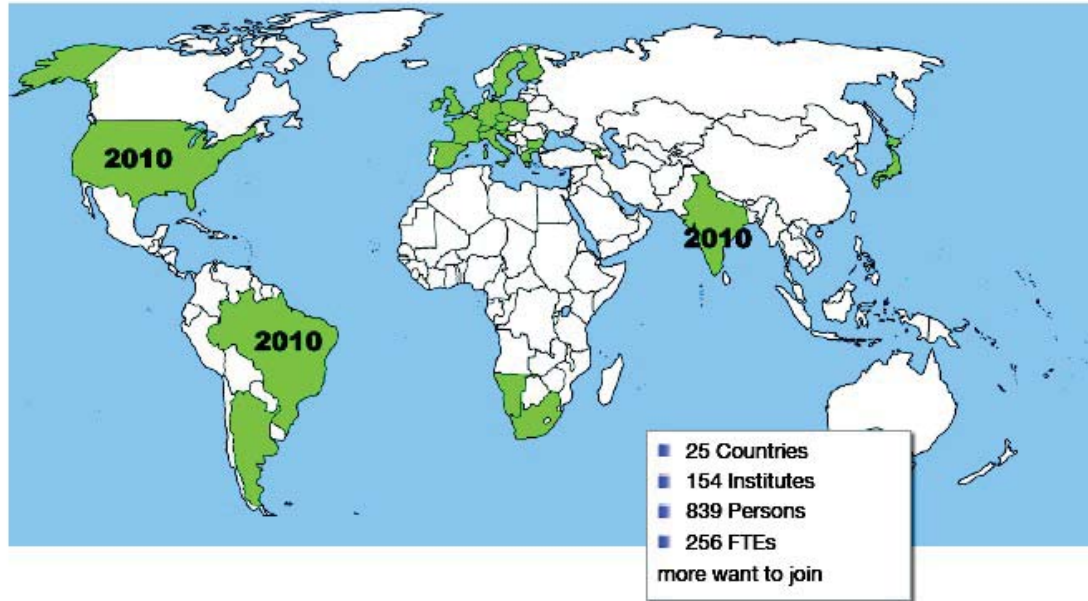 2010
2010
2010
25 Countries
154 Institutes
839 Persons
256 FTEs
more want to join